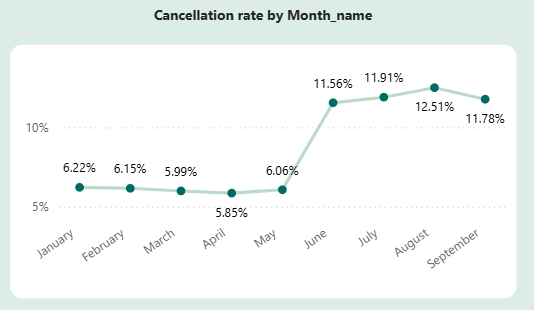 Cancellation rate by Month_name
11.56%
11.91%
12.51%
11.78%
10%
6.22%
6.15%
5.99%
5.85%
6.06%
5%
January
February
March
April
May
June
July
August
September